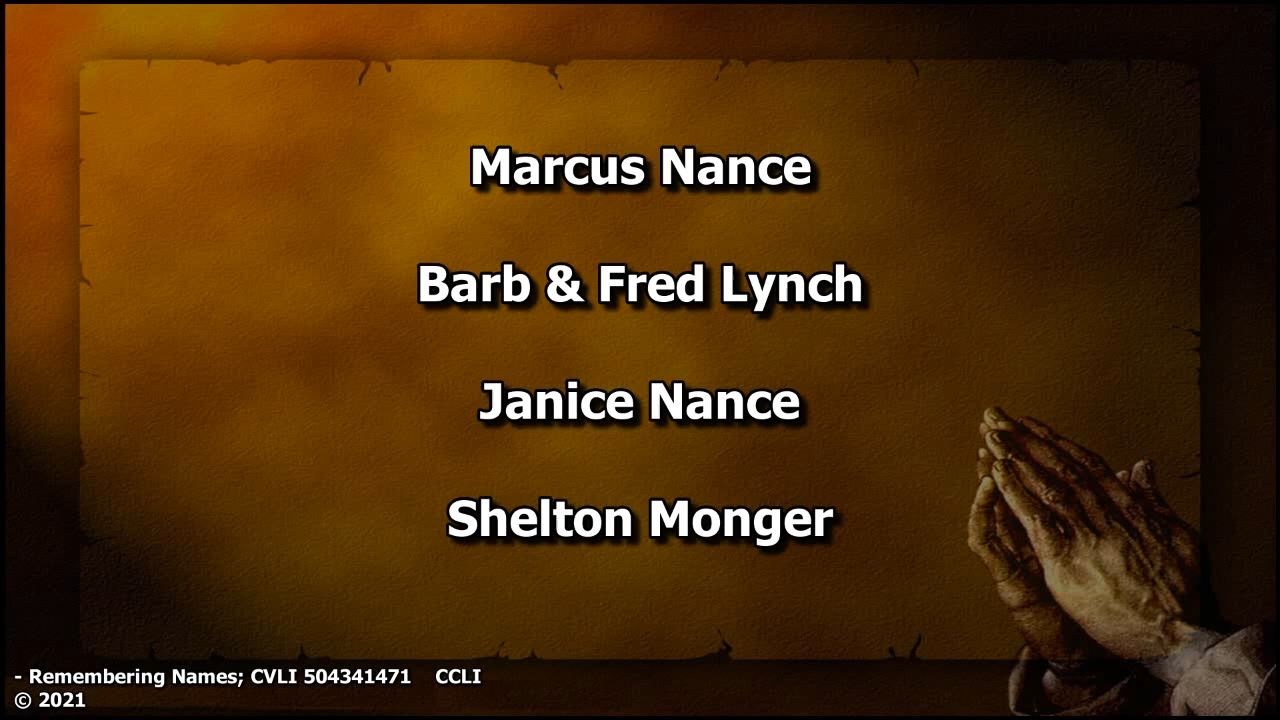 Marcus Nance
Barb & Fred Lynch
Janice Nance
Shelton Monger
- Remembering Names; CVLI 504341471    CCLI
© 2021